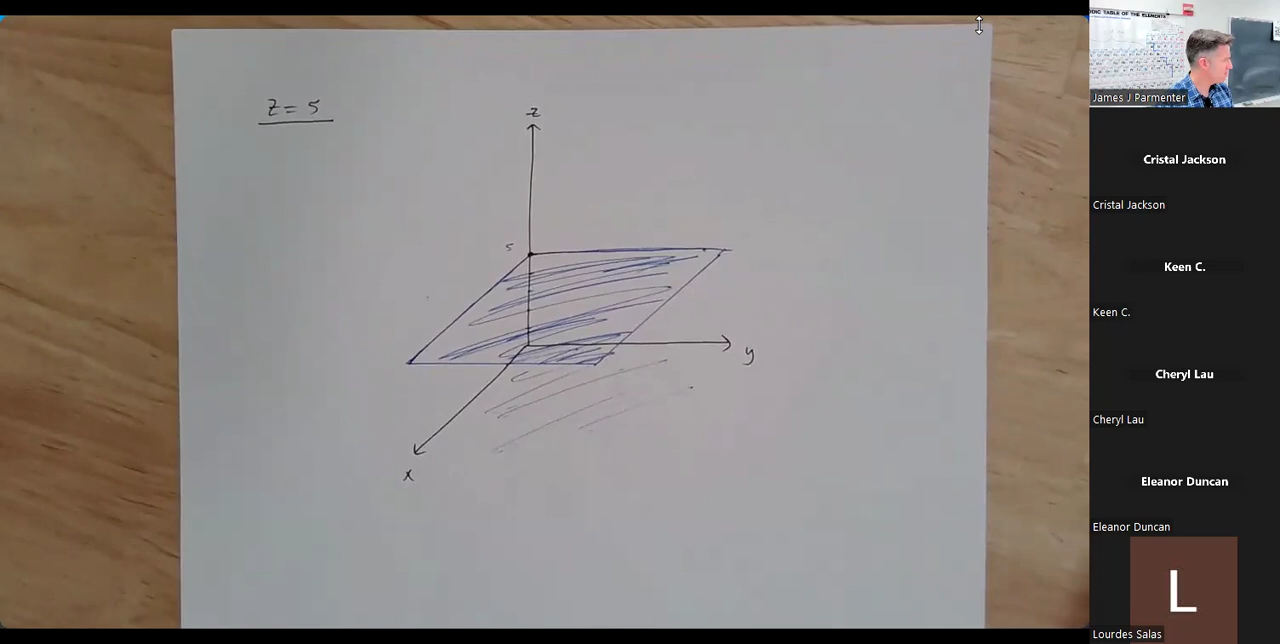 z = 5
z
5
y
x
ODIC TABLE OF THE ELEMENTS
James J Parmenter
Cristal Jackson
Cristal Jackson
Keen C.
Keen C.
Cheryl Lau
Cheryl Lau
Eleanor Duncan
Eleanor Duncan
L
Lourdes Salas